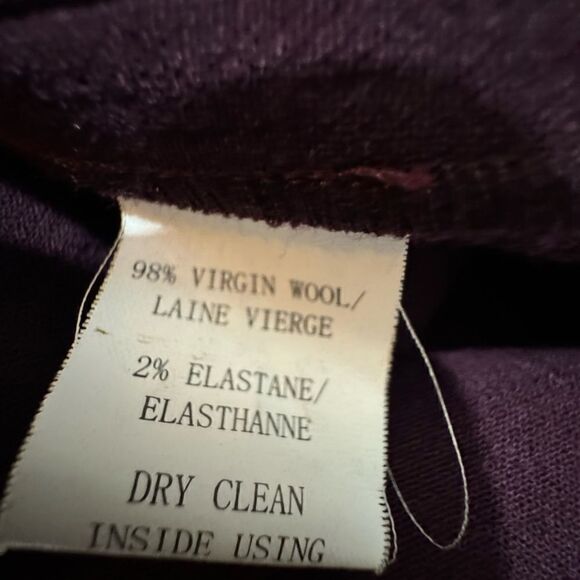 98% VIRGIN WOOL/
LAINE VIERGE
2% ELASTANE/
ELASTHANNE
DRY CLEAN
INSIDE USING